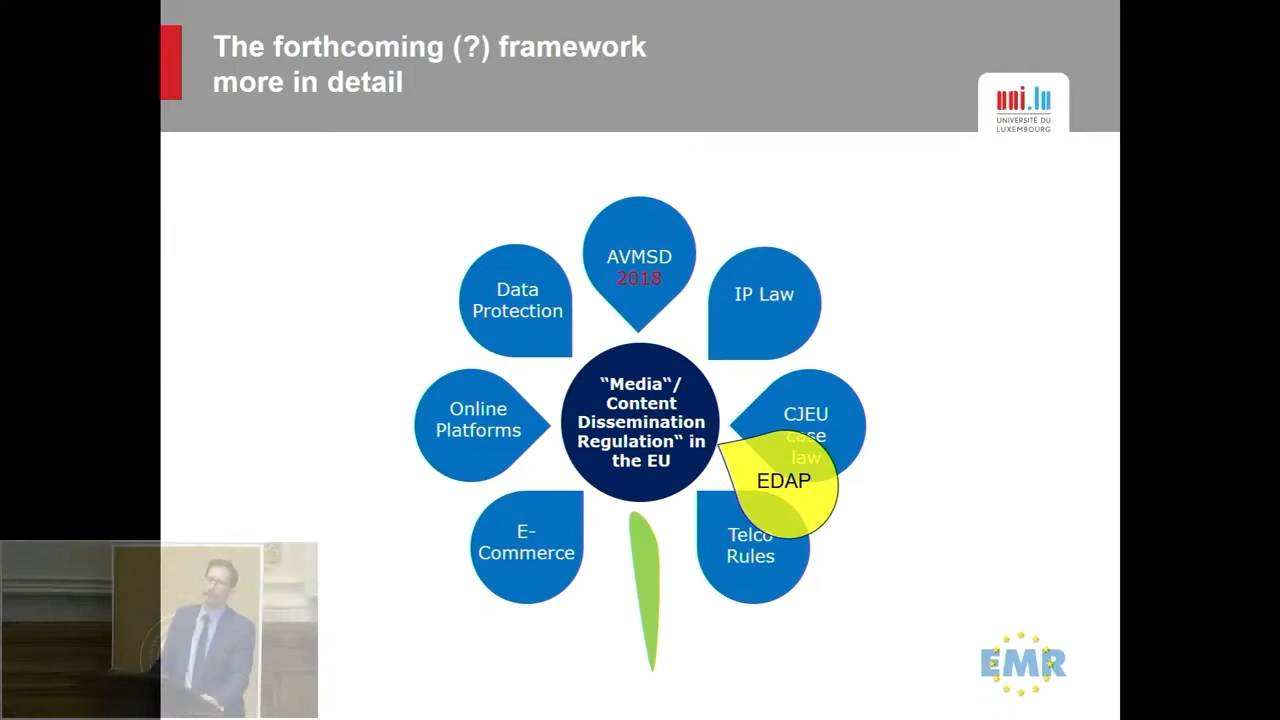 The forthcoming (?) framework
more in detail
uni.lu
UNIVERSITÉ DU
LUXEMBOURG
AVMSD
2018
Data
Protection
IP Law
"Media"/
Content
Dissemination
Regulation" in
the EU
Online
Platforms
CJEU
case
law
EDAP
E-
Commerce
Telco
Rules
EMR